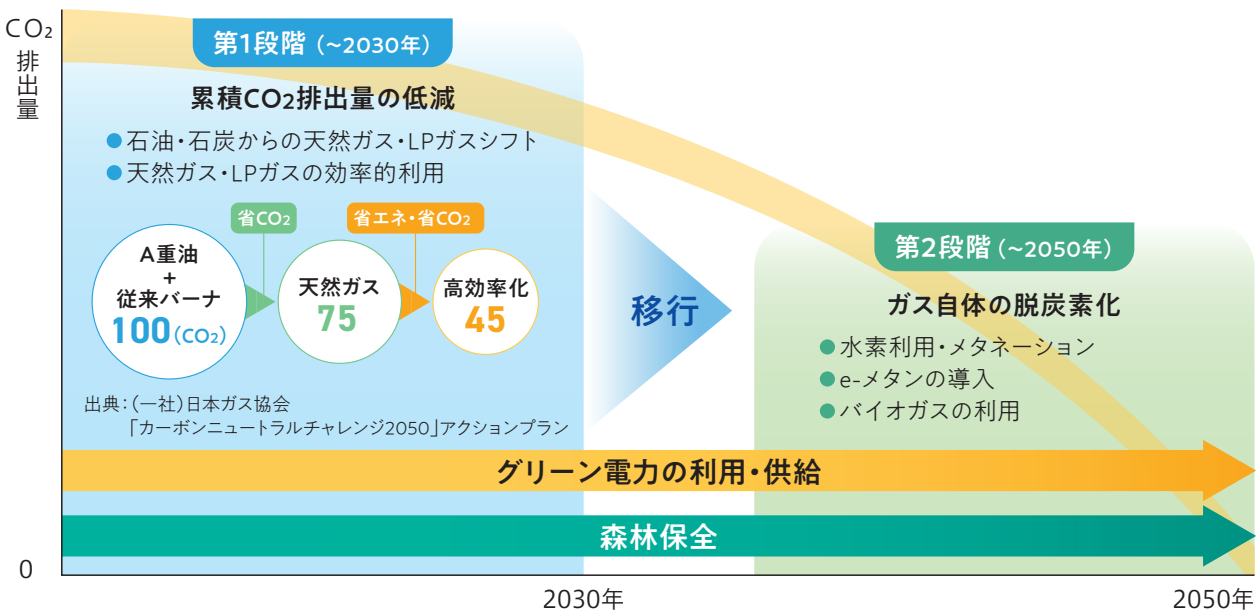 CO₂
排出量
第1段階（~2030年）
累積CO₂排出量の低減
●石油・石炭からの天然ガス・LPガスシフト
●天然ガス・LPガスの効率的利用
省CO₂
省エネ・省CO₂
A重油
+
従来バーナ
100(CO₂)
天然ガス
75
高効率化
45
出典：(一社)日本ガス協会
「カーボンニュートラルチャレンジ2050」アクションプラン
移行
第2段階（~2050年）
ガス自体の脱炭素化
●水素利用・メタネーション
●e-メタンの導入
●バイオガスの利用
グリーン電力の利用・供給
森林保全
0
2030年
2050年